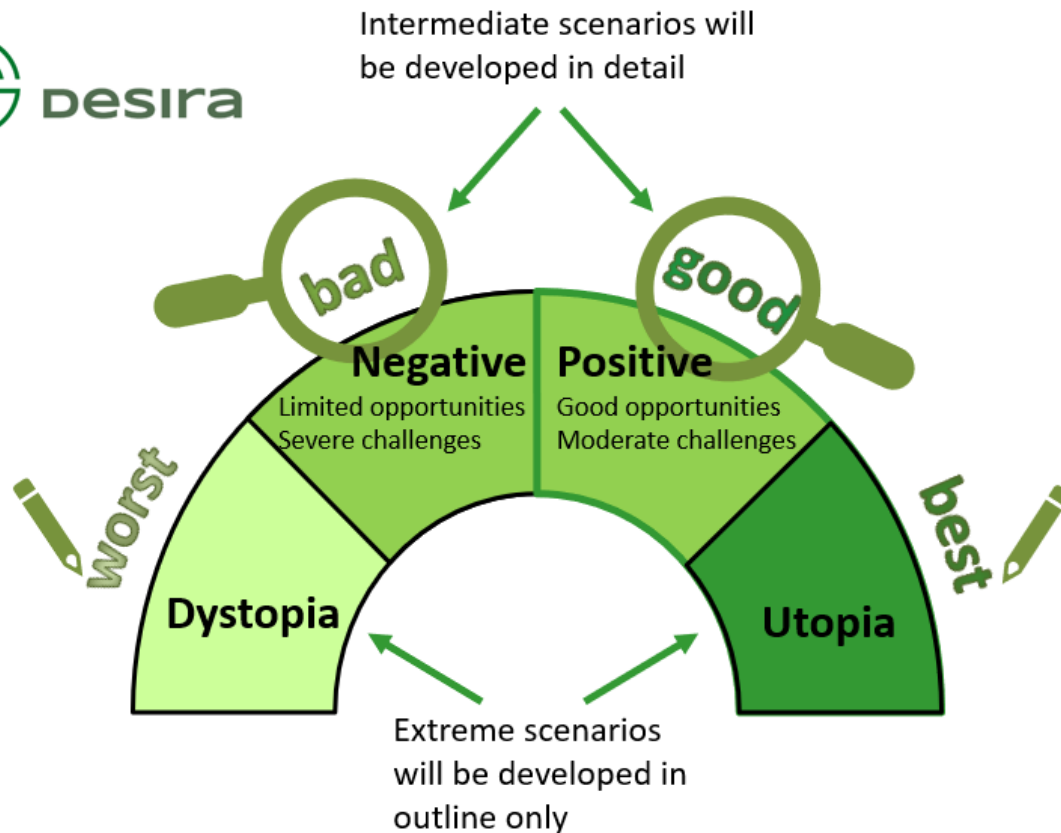 Intermediate scenarios will
be developed in detail
DESIRA
bad
good
Negative
Limited opportunities
Severe challenges
Positive
Good opportunities
Moderate challenges
worst
best
Dystopia
Utopia
Extreme scenarios
will be developed in
outline only